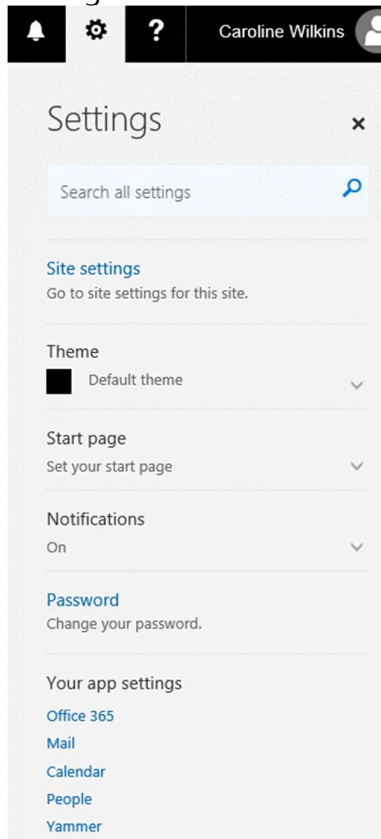 ? Caroline Wilkins
Settings
Search all settings
Site settings
Go to site settings for this site.
Theme
Default theme
Start page
Set your start page
Notifications
On
Password
Change your password.
Your app settings
Office 365
Mail
Calendar
People
Yammer